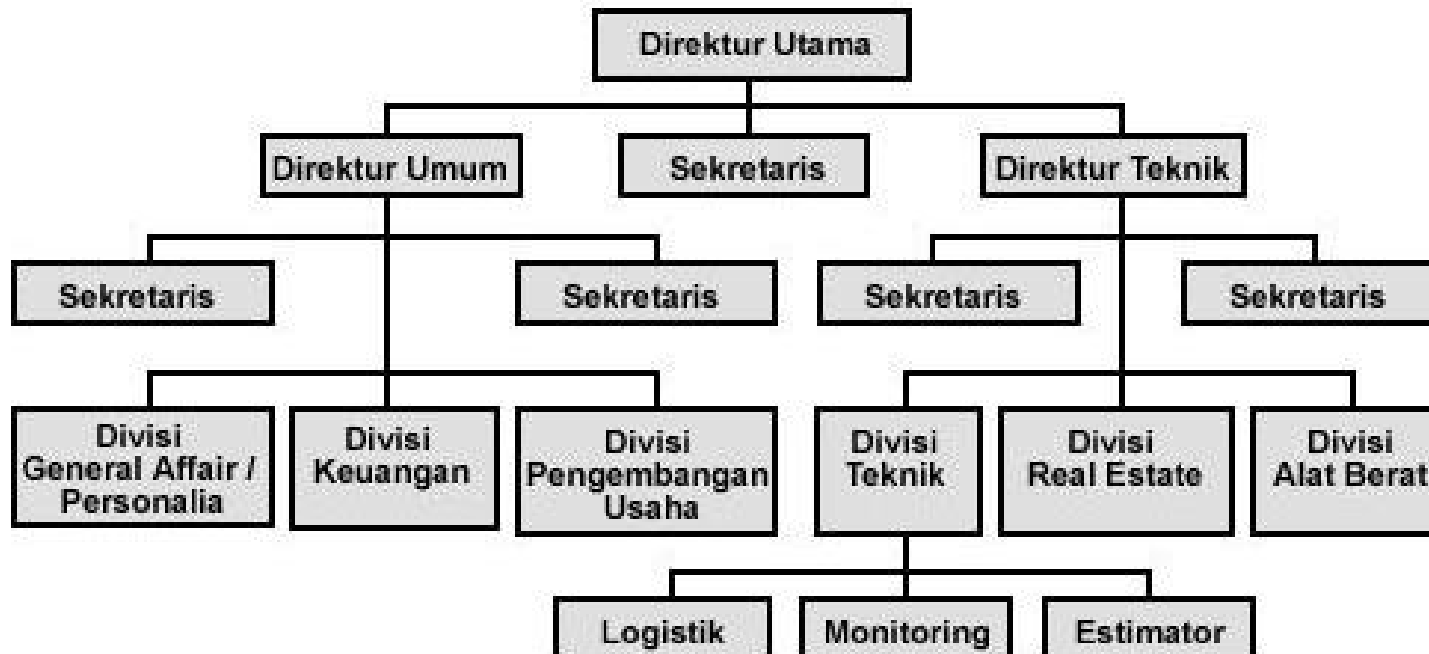 Direktur Utama
Direktur Umum
Sekretaris
Direktur Teknik
Sekretaris
Sekretaris
Sekretaris
Sekretaris
Divisi
General Affair /
Personalia
Divisi
Keuangan
Divisi
Pengembangan
Usaha
Divisi
Teknik
Divisi
Real Estate
Divisi
Alat Berat
Logistik
Monitoring
Estimator